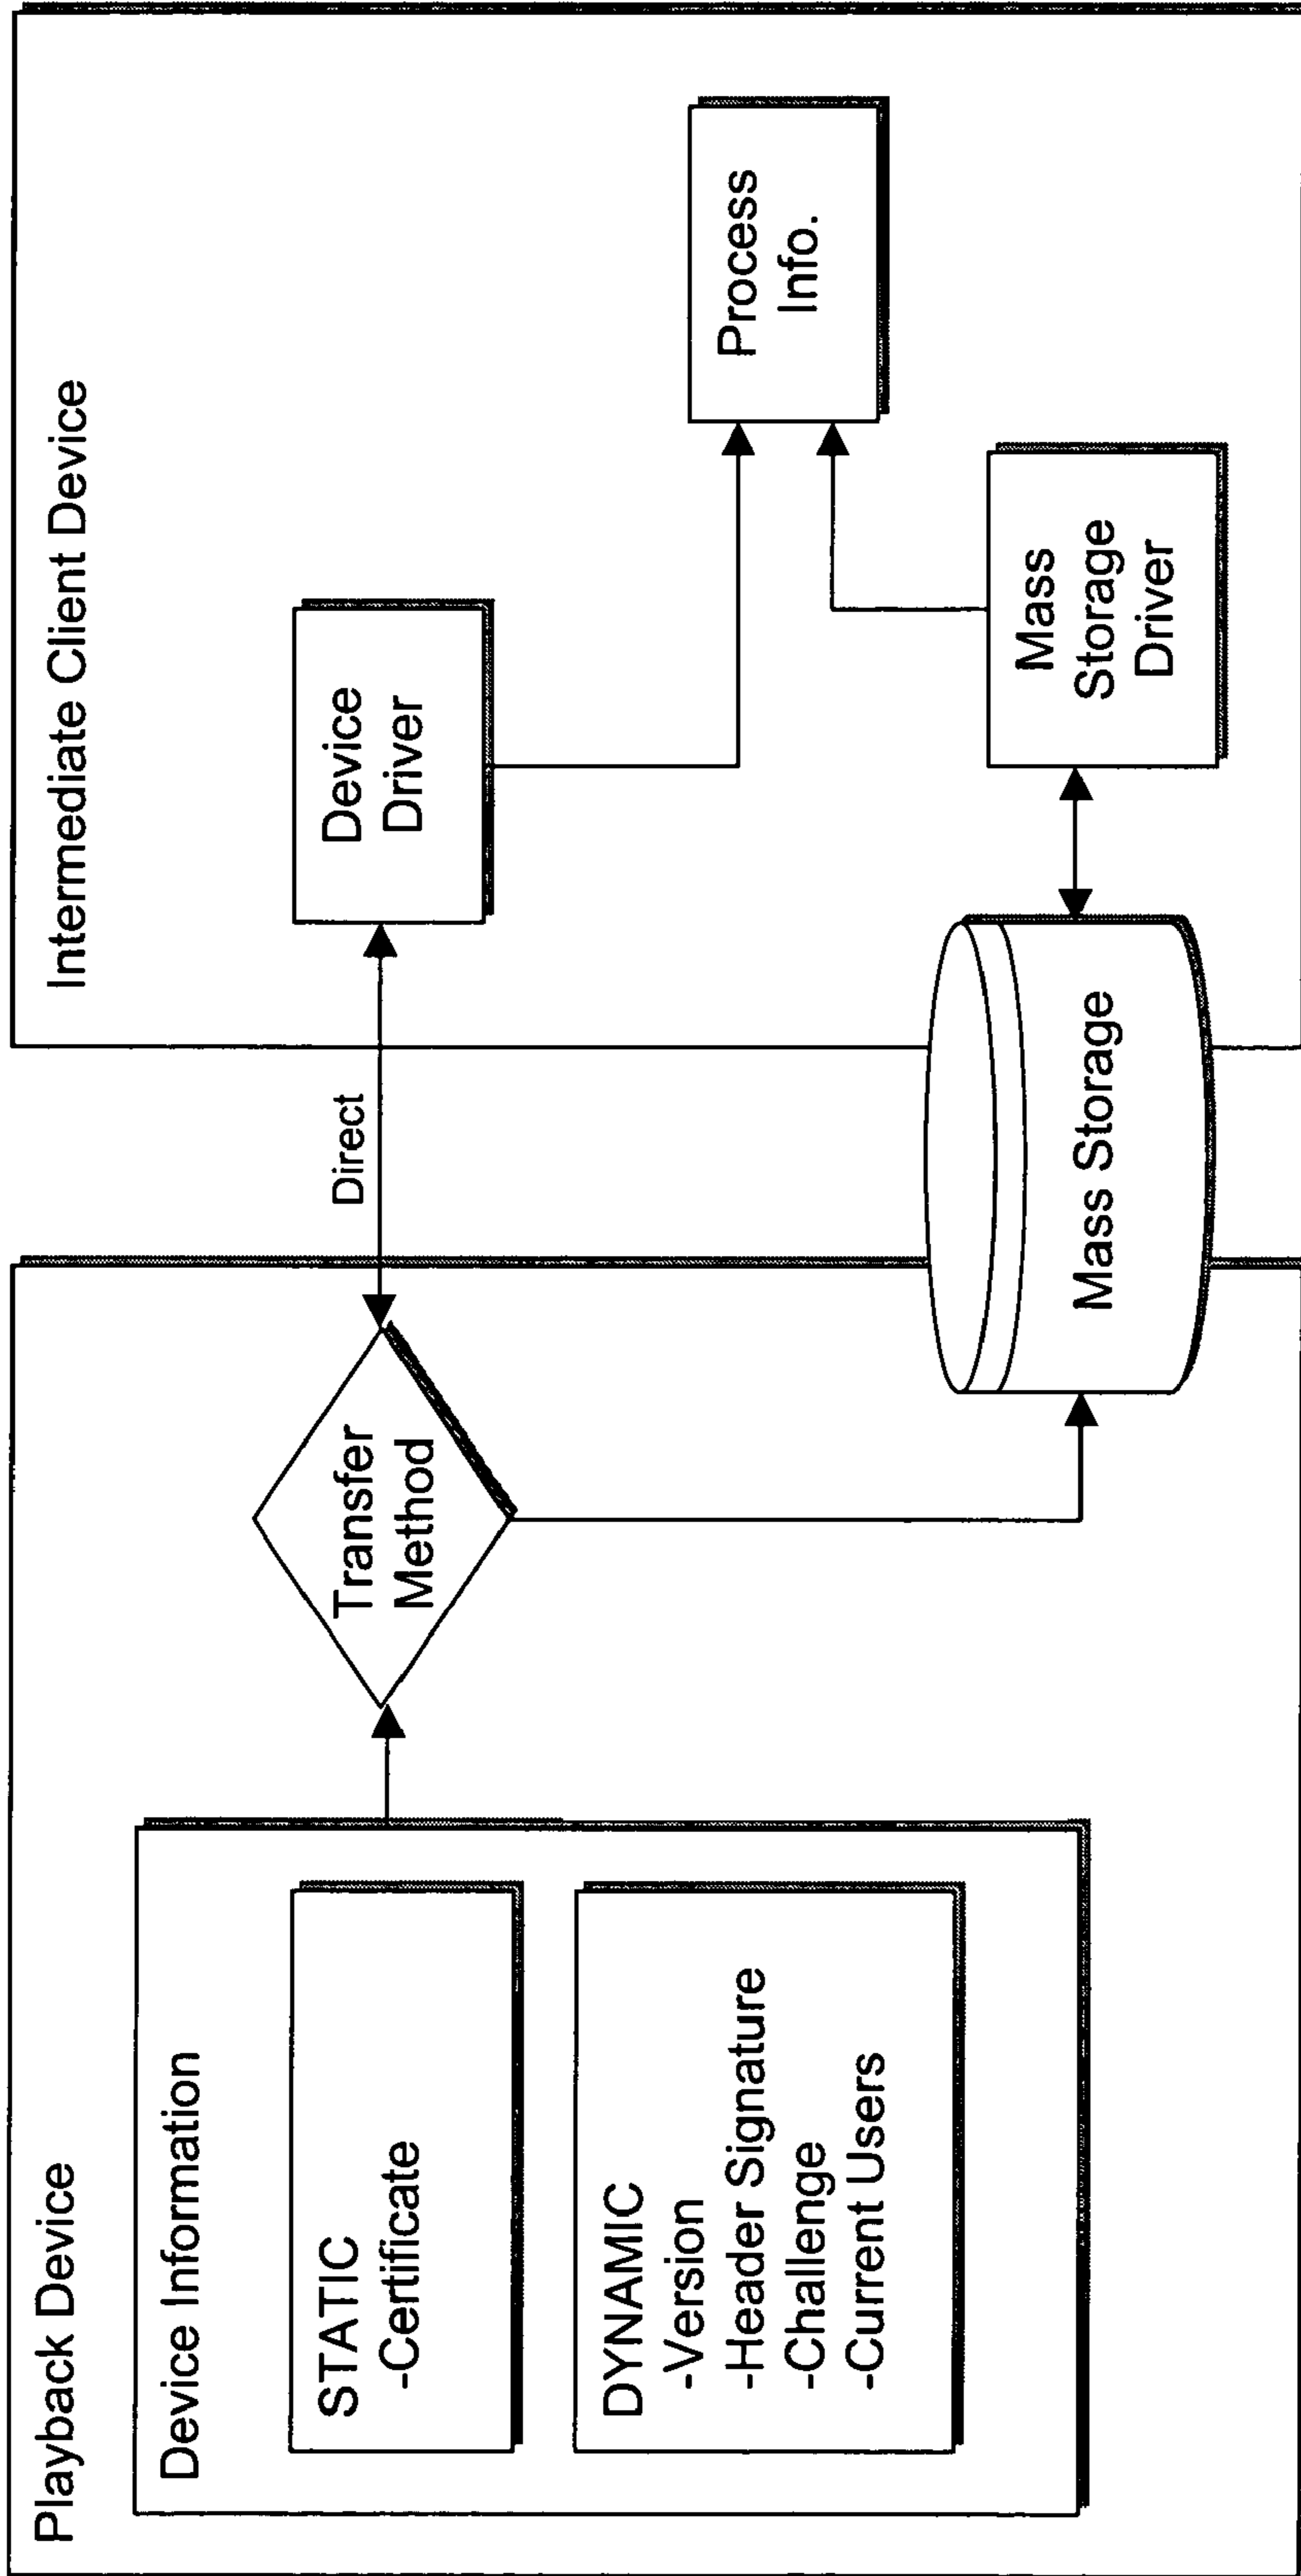 Playback Device
Device Information
STATIC
-Certificate
DYNAMIC
-Version
-Header Signature
-Challenge
-Current Users
Transfer
Method
Direct
Mass Storage
Intermediate Client Device
Device
Driver
Mass
Storage
Driver
Process
Info.